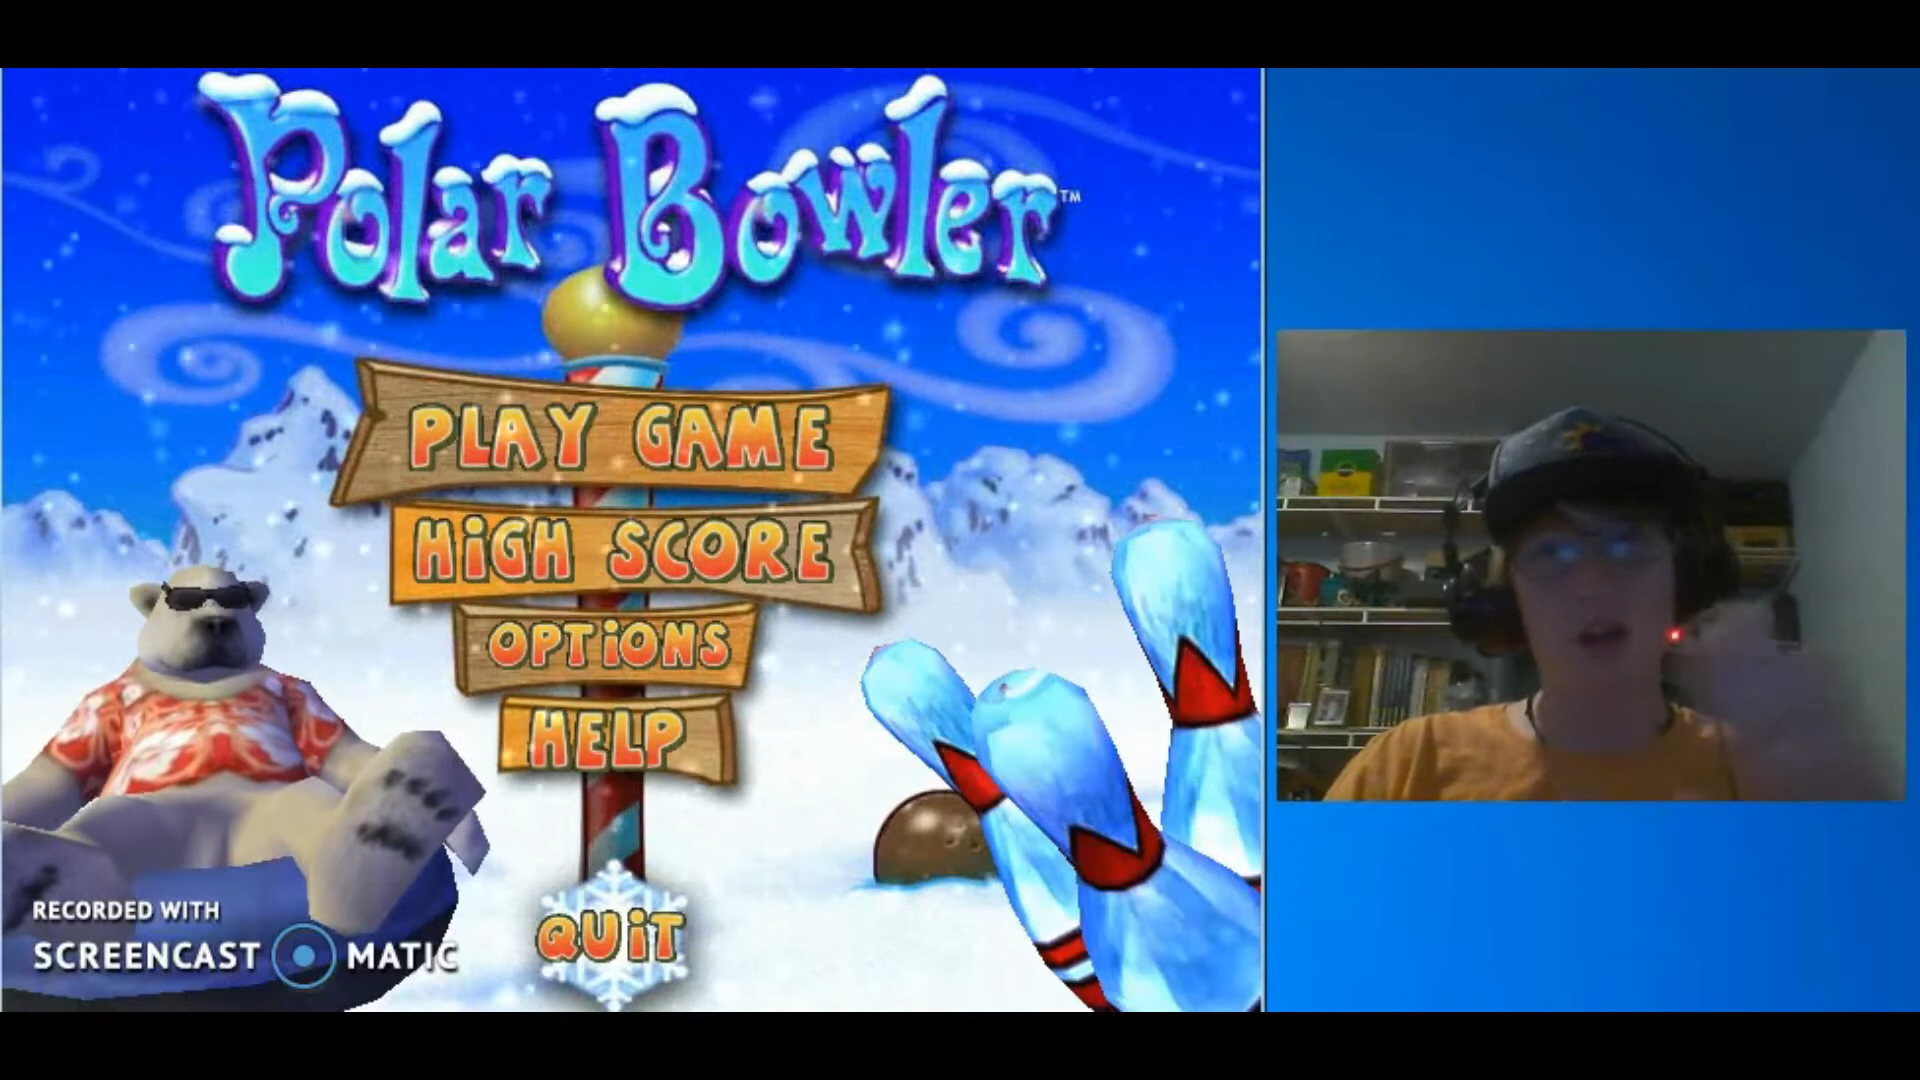 Polar Bowler™
PLAY GAME
HiGH SCORE
OPTiONS
HELP
QUiT
RECORDED WITH
SCREENCAST MATIC